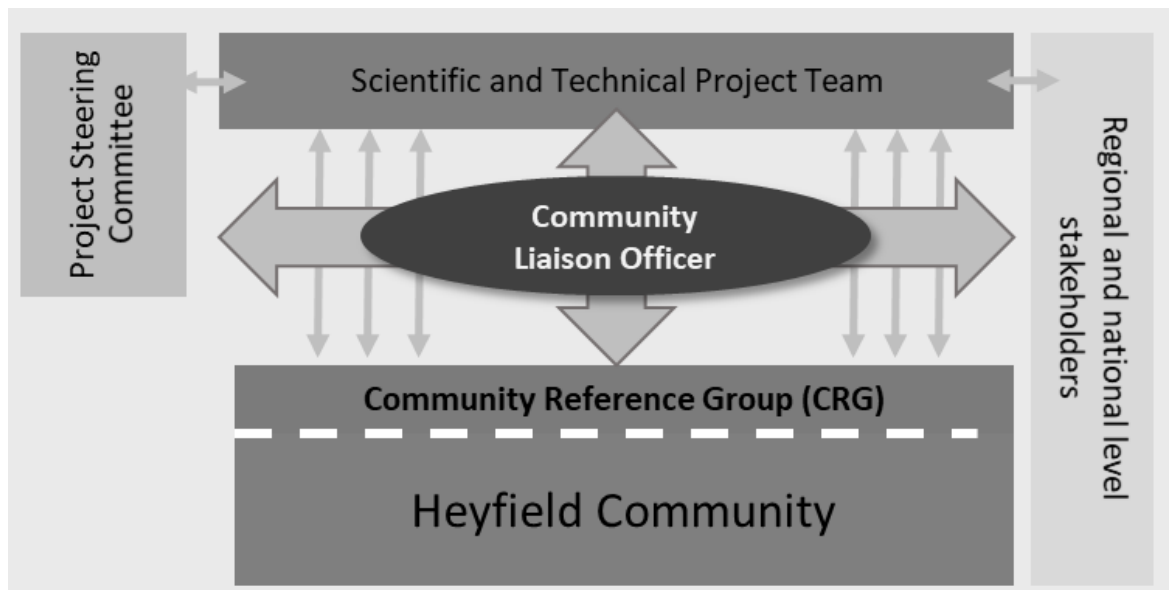 Project Steering
Committee
Scientific and Technical Project Team
Regional and national level
stakeholders
Community
Liaison Officer
Community Reference Group (CRG)
Heyfield Community